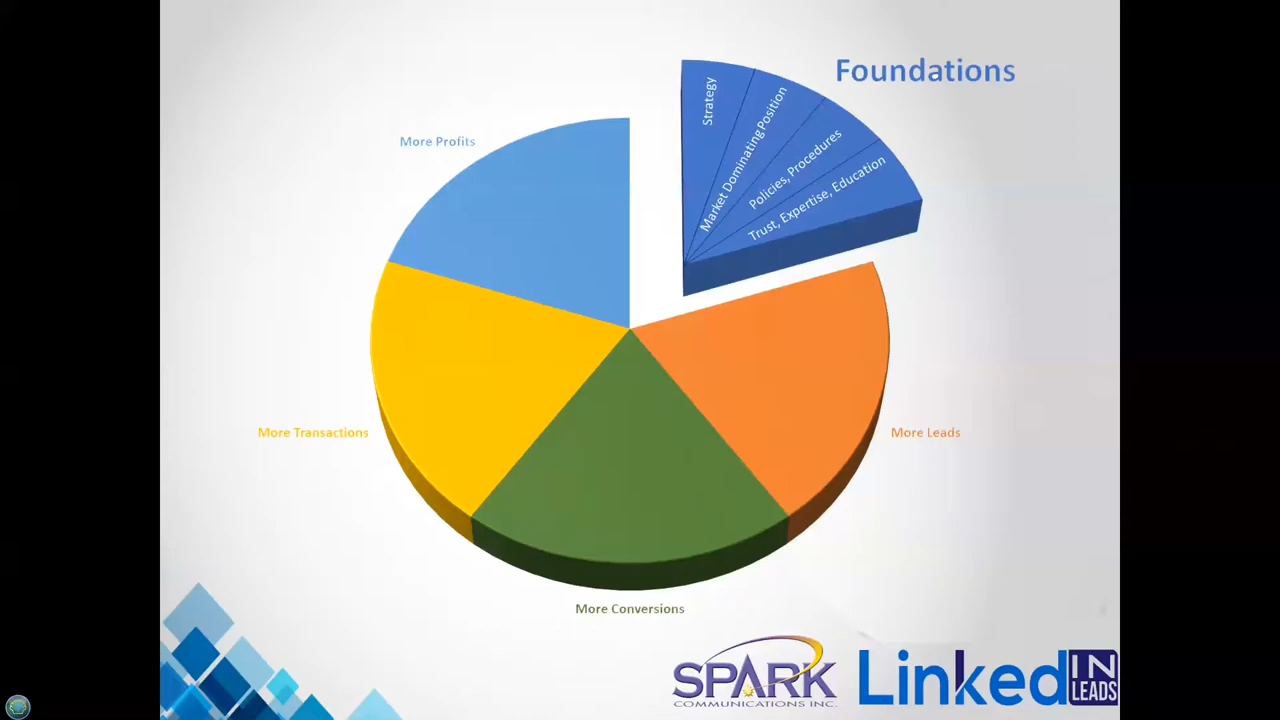 Foundations
Strategy
Market Dominating Position
Policies, Procedures
Trust, Expertise, Education
More Profits
More Transactions
More Leads
More Conversions
SPARK
COMMUNICATIONS INC.
Linked IN LEADS